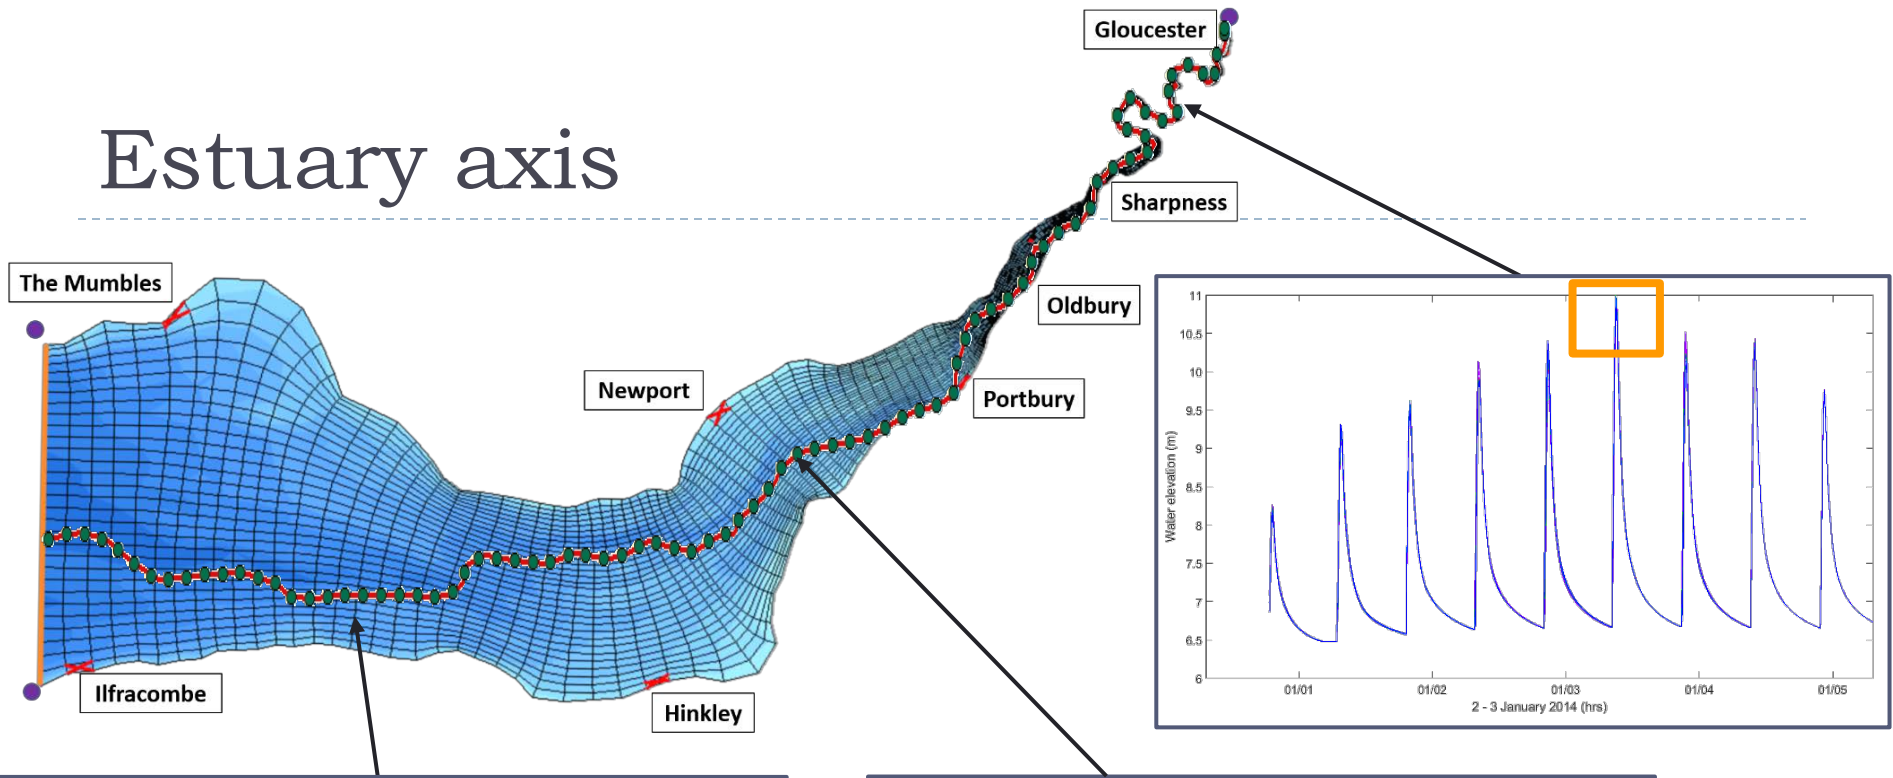 Gloucester
Estuary axis
Sharpness
The Mumbles
Oldbury
Newport
Portbury
Ilfracombe
Hinkley
Water elevation (m)
11
10.5
10
9.5
9
8.5
8
7.5
7
6.5
6
01/01 01/02 01/03 01/04 01/05
2 - 3 January 2014 (hrs)